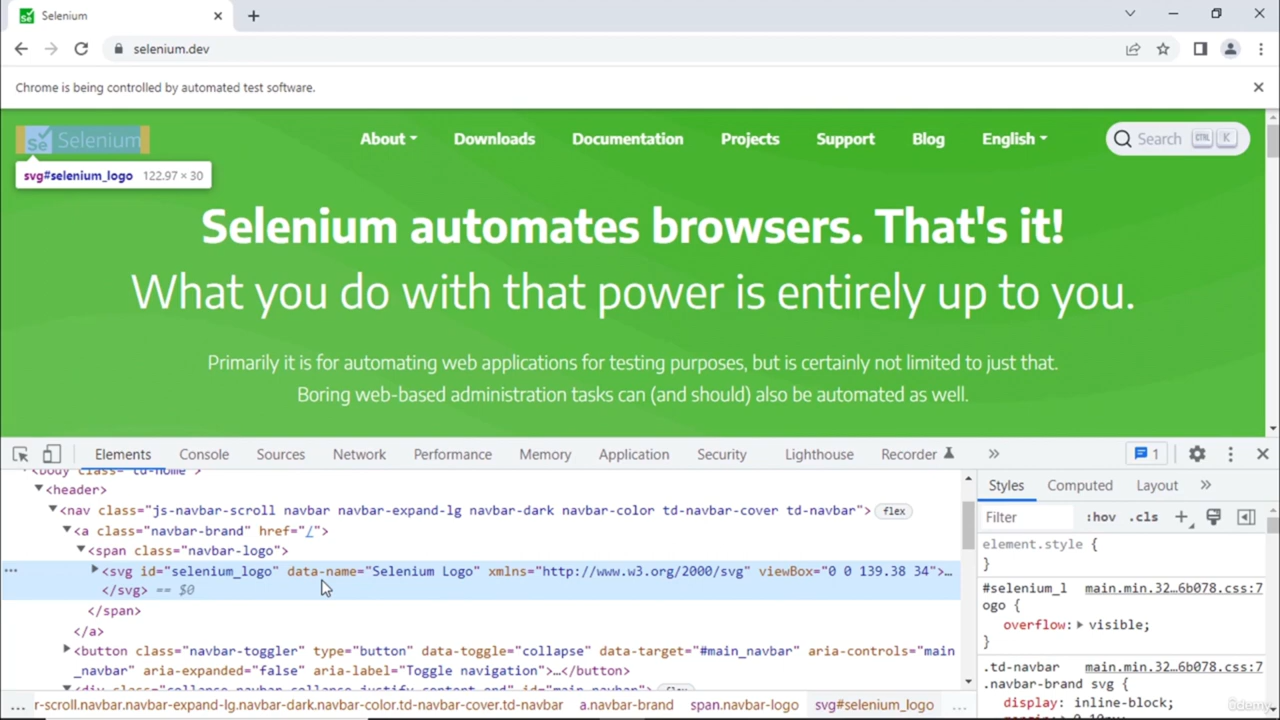 Selenium
selenium.dev
Chrome is being controlled by automated test software.
Se Selenium
About Downloads Documentation Projects Support Blog English Search CTRL K
svg#selenium_logo 122.97 × 30
Selenium automates browsers. That's it!
What you do with that power is entirely up to you.
Primarily it is for automating web applications for testing purposes, but is certainly not limited to just that.
Boring web-based administration tasks can (and should) also be automated as well.
Elements Console Sources Network Performance Memory Application Security Lighthouse Recorder » 1
<body class="td-home">
<header>
<nav class="js-navbar-scroll navbar navbar-expand-lg navbar-dark navbar-color td-navbar-cover td-navbar"> flex
<a class="navbar-brand" href="/">
<span class="navbar-logo">
<svg id="selenium_logo" data-name="Selenium Logo" xmlns="http://www.w3.org/2000/svg" viewBox="0 0 139.38 34">…
</svg> == $0
</span>
</a>
<button class="navbar-toggler" type="button" data-toggle="collapse" data-target="#main_navbar" aria-controls="main
_navbar" aria-expanded="false" aria-label="Toggle navigation">…</button>
… r-scroll.navbar.navbar-expand-lg.navbar-dark.navbar-color.td-navbar-cover.td-navbar a.navbar-brand span.navbar-logo svg#selenium_logo …
Styles Computed Layout »
Filter :hov .cls +
element.style {
}
#selenium_l main.min.32…6b078.css:7
ogo {
overflow: visible;
}
.td-navbar main.min.32…6b078.css:7
.navbar-brand svg {
display: inline-block;
ûdemy